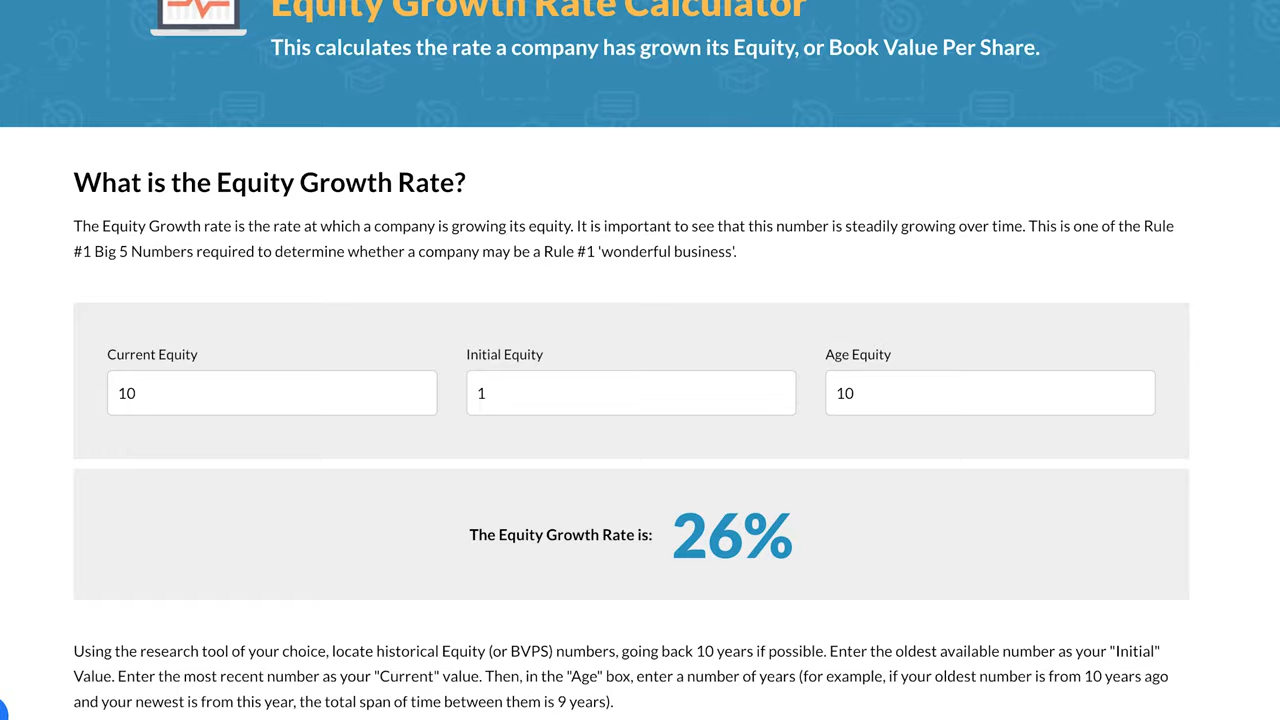 Equity Growth Rate Calculator
This calculates the rate a company has grown its Equity, or Book Value Per Share.
What is the Equity Growth Rate?
The Equity Growth rate is the rate at which a company is growing its equity. It is important to see that this number is steadily growing over time. This is one of the Rule
#1 Big 5 Numbers required to determine whether a company may be a Rule #1 'wonderful business'.
Current Equity
Initial Equity
Age Equity
10
1
10
The Equity Growth Rate is: 26%
Using the research tool of your choice, locate historical Equity (or BVPS) numbers, going back 10 years if possible. Enter the oldest available number as your "Initial"
Value. Enter the most recent number as your "Current" value. Then, in the "Age" box, enter a number of years (for example, if your oldest number is from 10 years ago
and your newest is from this year, the total span of time between them is 9 years).